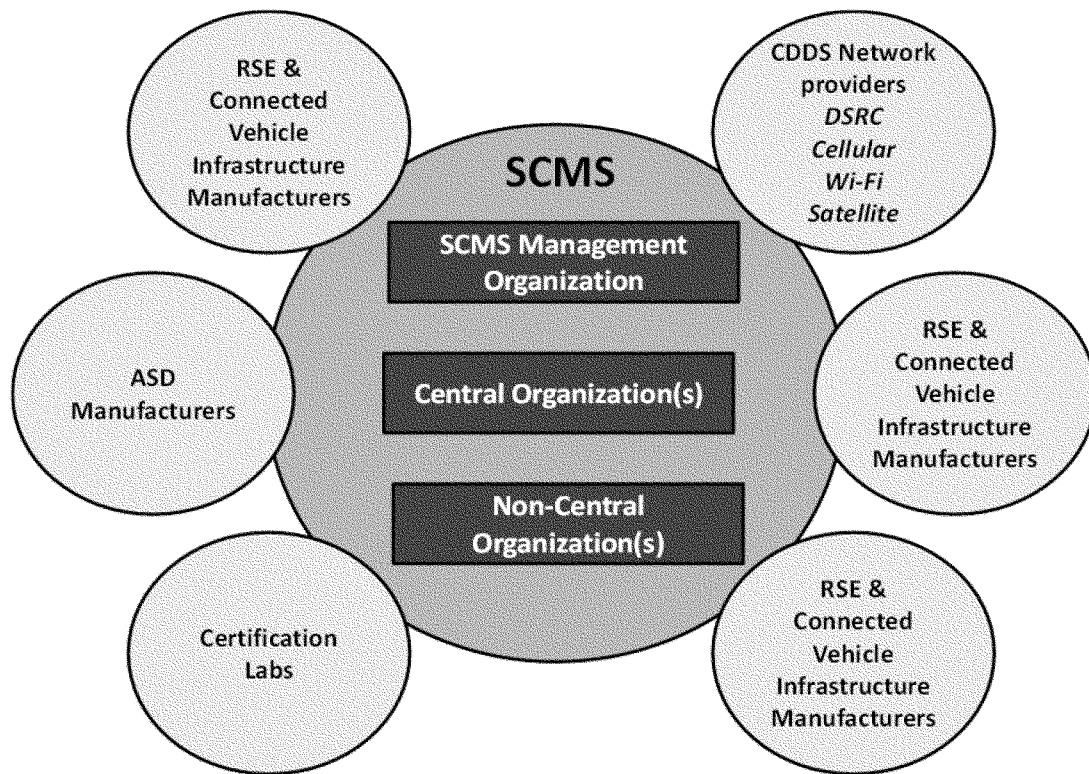 RSE &
Connected
Vehicle
Infrastructure
Manufacturers
CDDS Network
providers
DSRC
Cellular
Wi-Fi
Satellite
SCMS
SCMS Management
Organization
ASD
Manufacturers
Central Organization(s)
RSE &
Connected
Vehicle
Infrastructure
Manufacturers
Non-Central
Organization(s)
Certification
Labs
RSE &
Connected
Vehicle
Infrastructure
Manufacturers